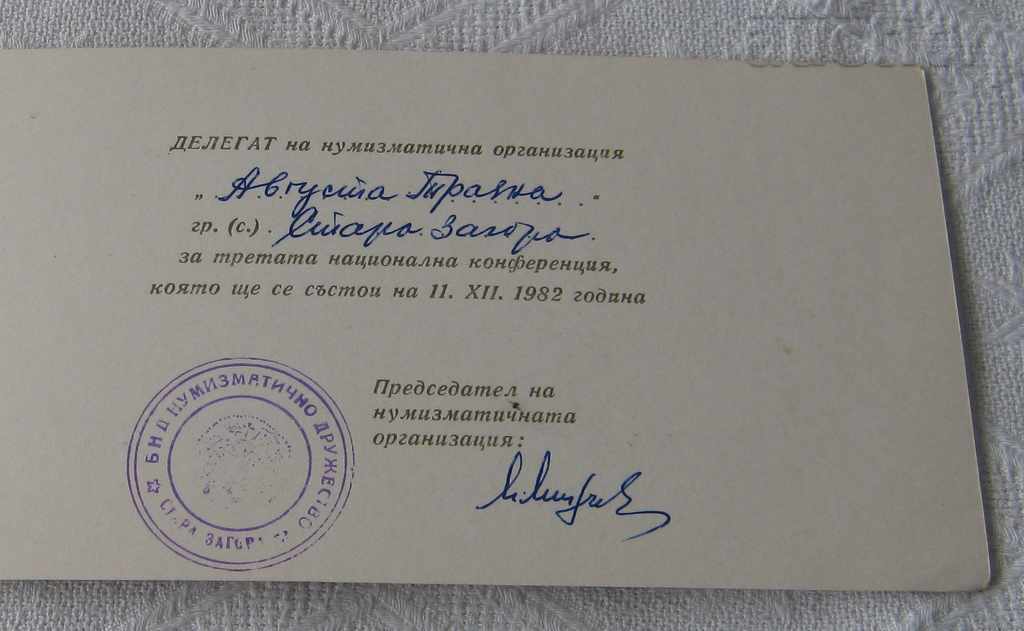 ДЕЛЕГАТ на нумизматична организация
„ Августа Траяна "
гр. (с.) Стара Загора
за третата национална конференция,
която ще се състои на 11. XII. 1982 година
Председател на
нумизматичната
организация:
БНД НУМИЗМАТИЧНО ДРУЖЕСТВО
СТАРА ЗАГОРА